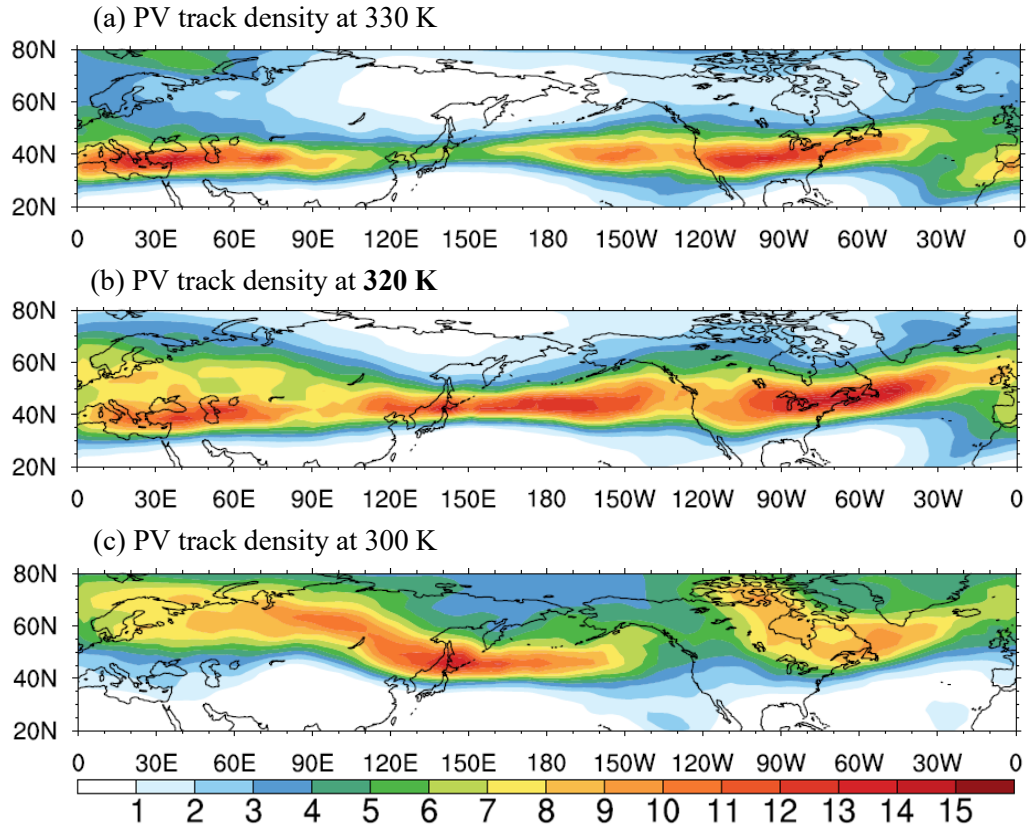 (a) PV track density at 330 K
80N
60N
40N
20N
0 30E 60E 90E 120E 150E 180 150W 120W 90W 60W 30W 0
(b) PV track density at 320 K
80N
60N
40N
20N
0 30E 60E 90E 120E 150E 180 150W 120W 90W 60W 30W 0
(c) PV track density at 300 K
80N
60N
40N
20N
0 30E 60E 90E 120E 150E 180 150W 120W 90W 60W 30W 0
1 2 3 4 5 6 7 8 9 10 11 12 13 14 15